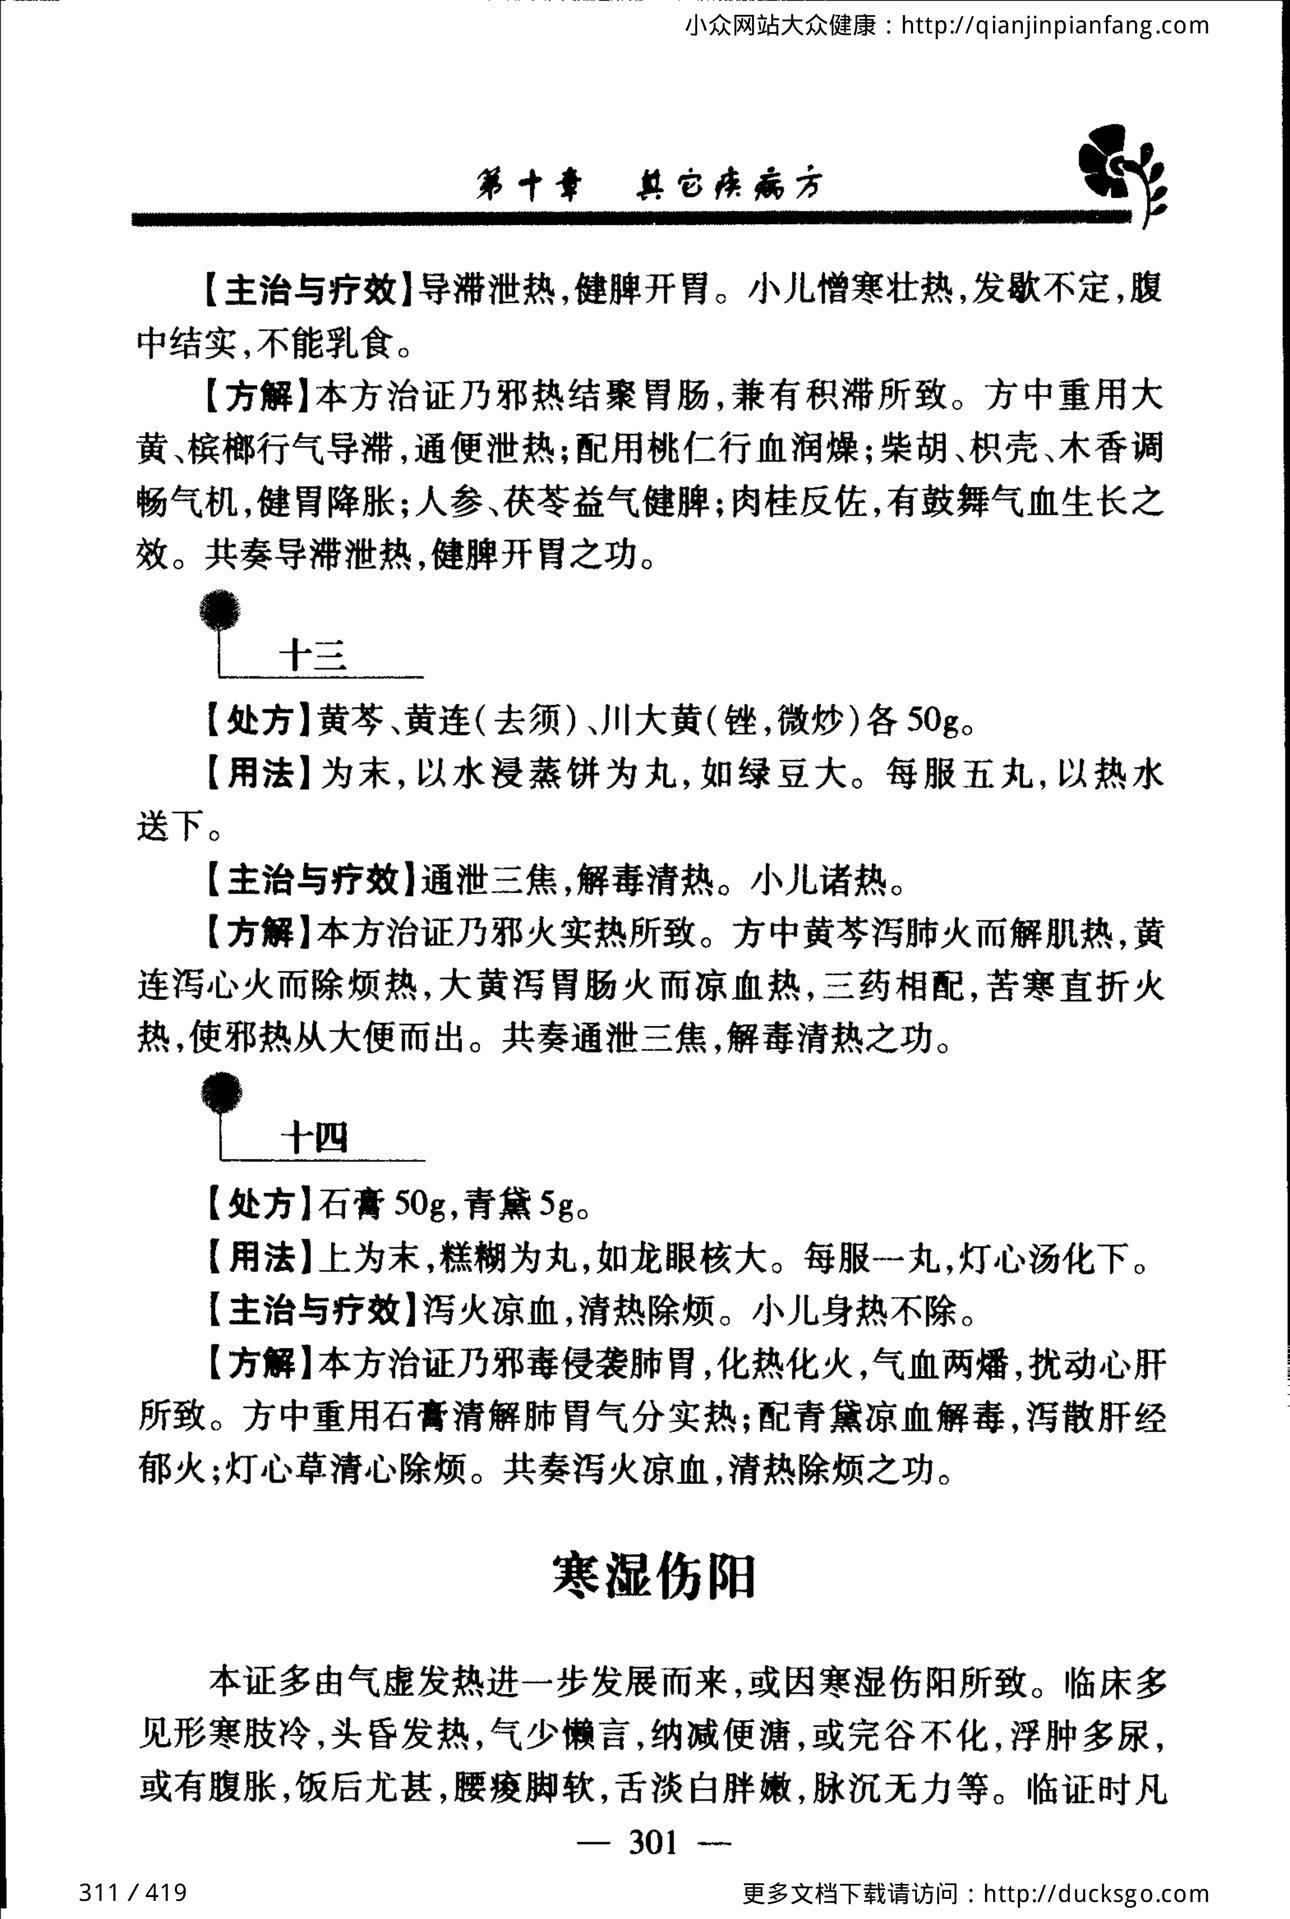 小众网站大众健康：http://qianjinpianfang.com
第十章 其它疾病方
【主治与疗效】导滞泄热,健脾开胃。小儿憎寒壮热,发歇不定,腹
中结实,不能乳食。
【方解】本方治证乃邪热结聚胃肠,兼有积滞所致。方中重用大
黄、槟榔行气导滞,通便泄热;配用桃仁行血润燥;柴胡、枳壳、木香调
畅气机,健胃降胀;人参、茯苓益气健脾;肉桂反佐,有鼓舞气血生长之
效。共奏导滞泄热,健脾开胃之功。
十三
【处方】黄芩、黄连(去须)、川大黄(锉,微炒)各50g。
【用法】为末,以水浸蒸饼为丸,如绿豆大。每服五丸,以热水
送下。
【主治与疗效】通泄三焦,解毒清热。小儿诸热。
【方解】本方治证乃邪火实热所致。方中黄芩泻肺火而解肌热,黄
连泻心火而除烦热,大黄泻胃肠火而凉血热,三药相配,苦寒直折火
热,使邪热从大便而出。共奏通泄三焦,解毒清热之功。
十四
【处方】石膏50g,青黛5g。
【用法】上为末,糕糊为丸,如龙眼核大。每服一丸,灯心汤化下。
【主治与疗效】泻火凉血,清热除烦。小儿身热不除。
【方解】本方治证乃邪毒侵袭肺胃,化热化火,气血两燔,扰动心肝
所致。方中重用石膏清解肺胃气分实热;配青黛凉血解毒,泻散肝经
郁火;灯心草清心除烦。共奏泻火凉血,清热除烦之功。
寒湿伤阳
本证多由气虚发热进一步发展而来,或因寒湿伤阳所致。临床多
见形寒肢冷,头昏发热,气少懒言,纳减便溏,或完谷不化,浮肿多尿,
或有腹胀,饭后尤甚,腰痠脚软,舌淡白胖嫩,脉沉无力等。临证时凡
— 301 —
311 / 419
更多文档下载请访问：http://ducksgo.com